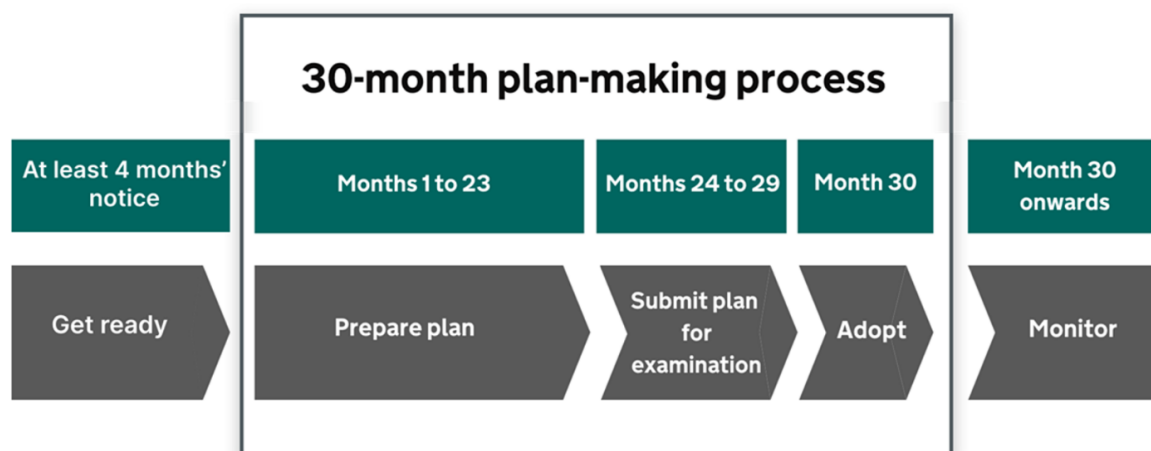 30-month plan-making process
At least 4 months’
notice
Months 1 to 23
Months 24 to 29
Month 30
Month 30
onwards
Get ready
Prepare plan
Submit plan
for
examination
Adopt
Monitor